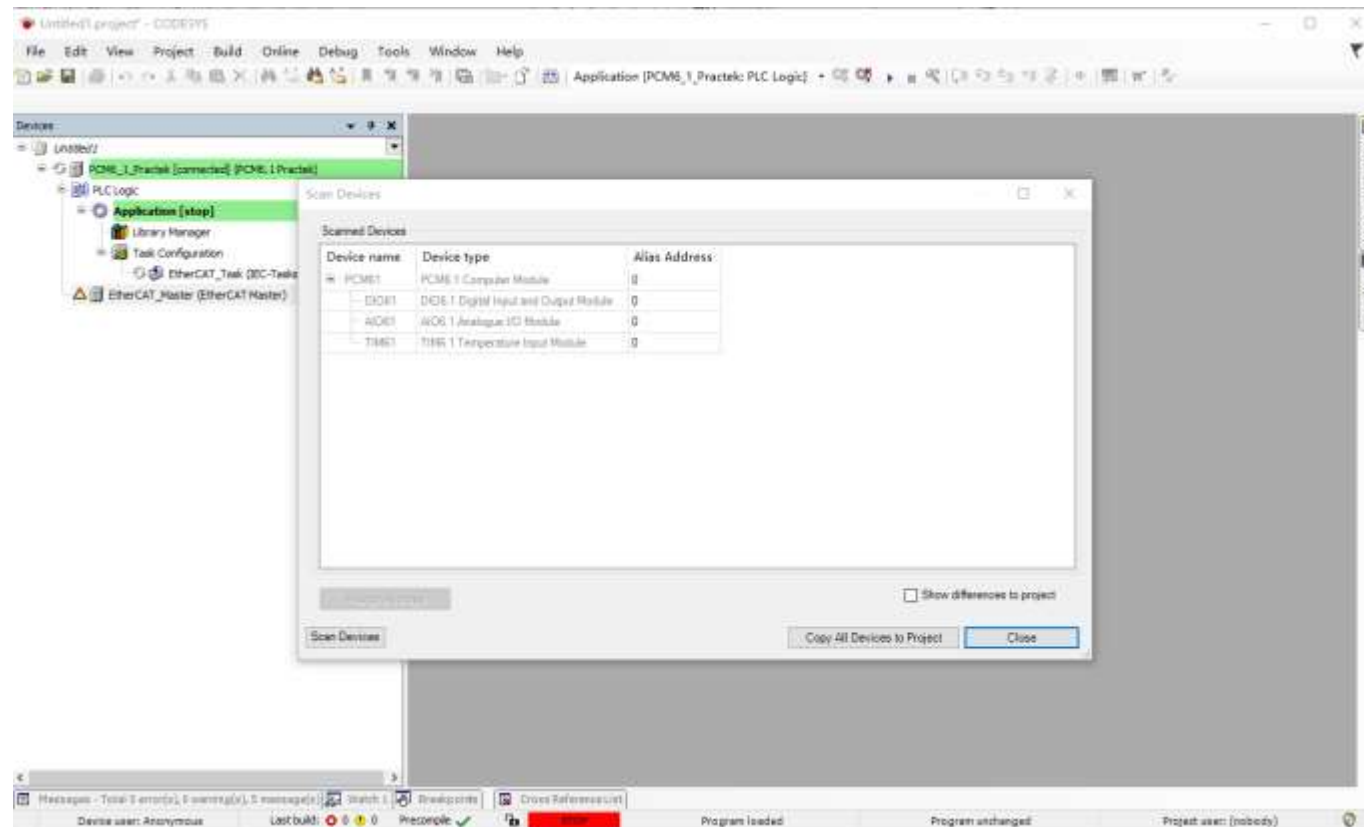 Untitled1.project* - CODESYS
File Edit View Project Build Online Debug Tools Window Help
Application [PCM6_1_Practek: PLC Logic]
Devices
Untitled1
PCM6_1_Practek [connected] (PCM6.1 Practek)
PLC Logic
Application [stop]
Library Manager
Task Configuration
EtherCAT_Task (IEC-Tasks
EtherCAT_Master (EtherCAT Master)
Scan Devices
Scanned Devices
Device name Device type Alias Address
PCM61 PCM6.1 Computer Module 0
DIO61 DIO6.1 Digital Input and Output Module 0
AIO61 AIO6.1 Analogue I/O Module 0
TIM61 TIM6.1 Temperature Input Module 0
Show differences to project
Scan Devices Copy All Devices to Project Close
Messages - Total 0 error(s), 0 warning(s), 5 message(s) Watch 1 Breakpoints Cross Reference List
Device user: Anonymous Last build: 0 0 Precompile STOP Program loaded Program unchanged Project user: (nobody)